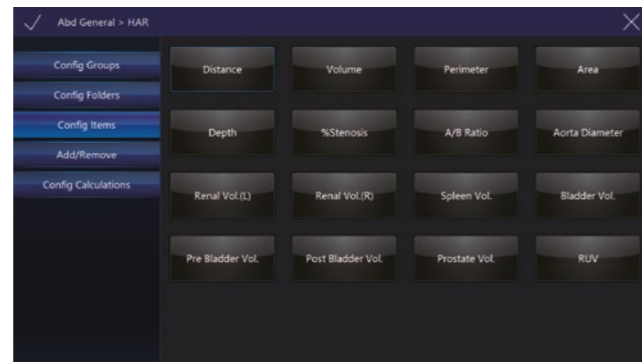 Abd General > HAR
Config Groups
Config Folders
Config Items
Add/Remove
Config Calculations
Distance
Volume
Perimeter
Area
Depth
%Stenosis
A/B Ratio
Aorta Diameter
Renal Vol.(L)
Renal Vol.(R)
Spleen Vol.
Bladder Vol.
Pre Bladder Vol.
Post Bladder Vol.
Prostate Vol.
RUV